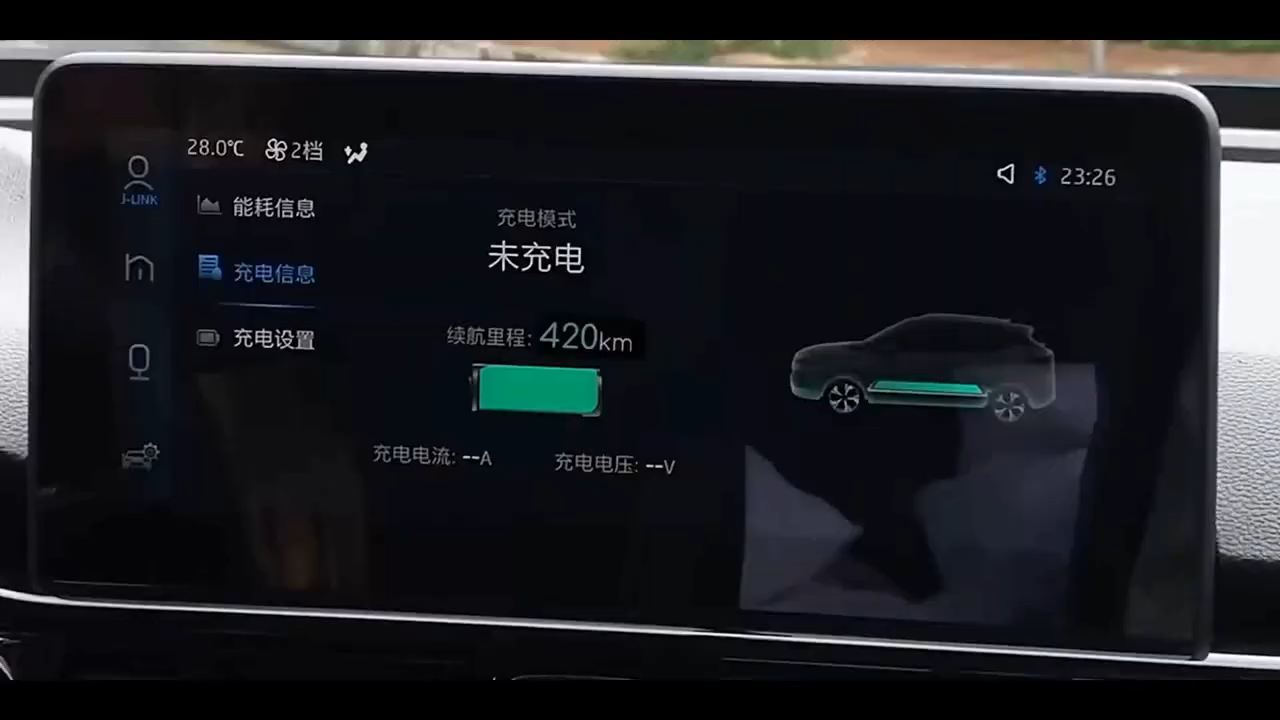 28.0℃ 2档
23:26
J-LINK
能耗信息
充电信息
充电设置
充电模式
未充电
续航里程: 420km
充电电流: --A
充电电压: --V